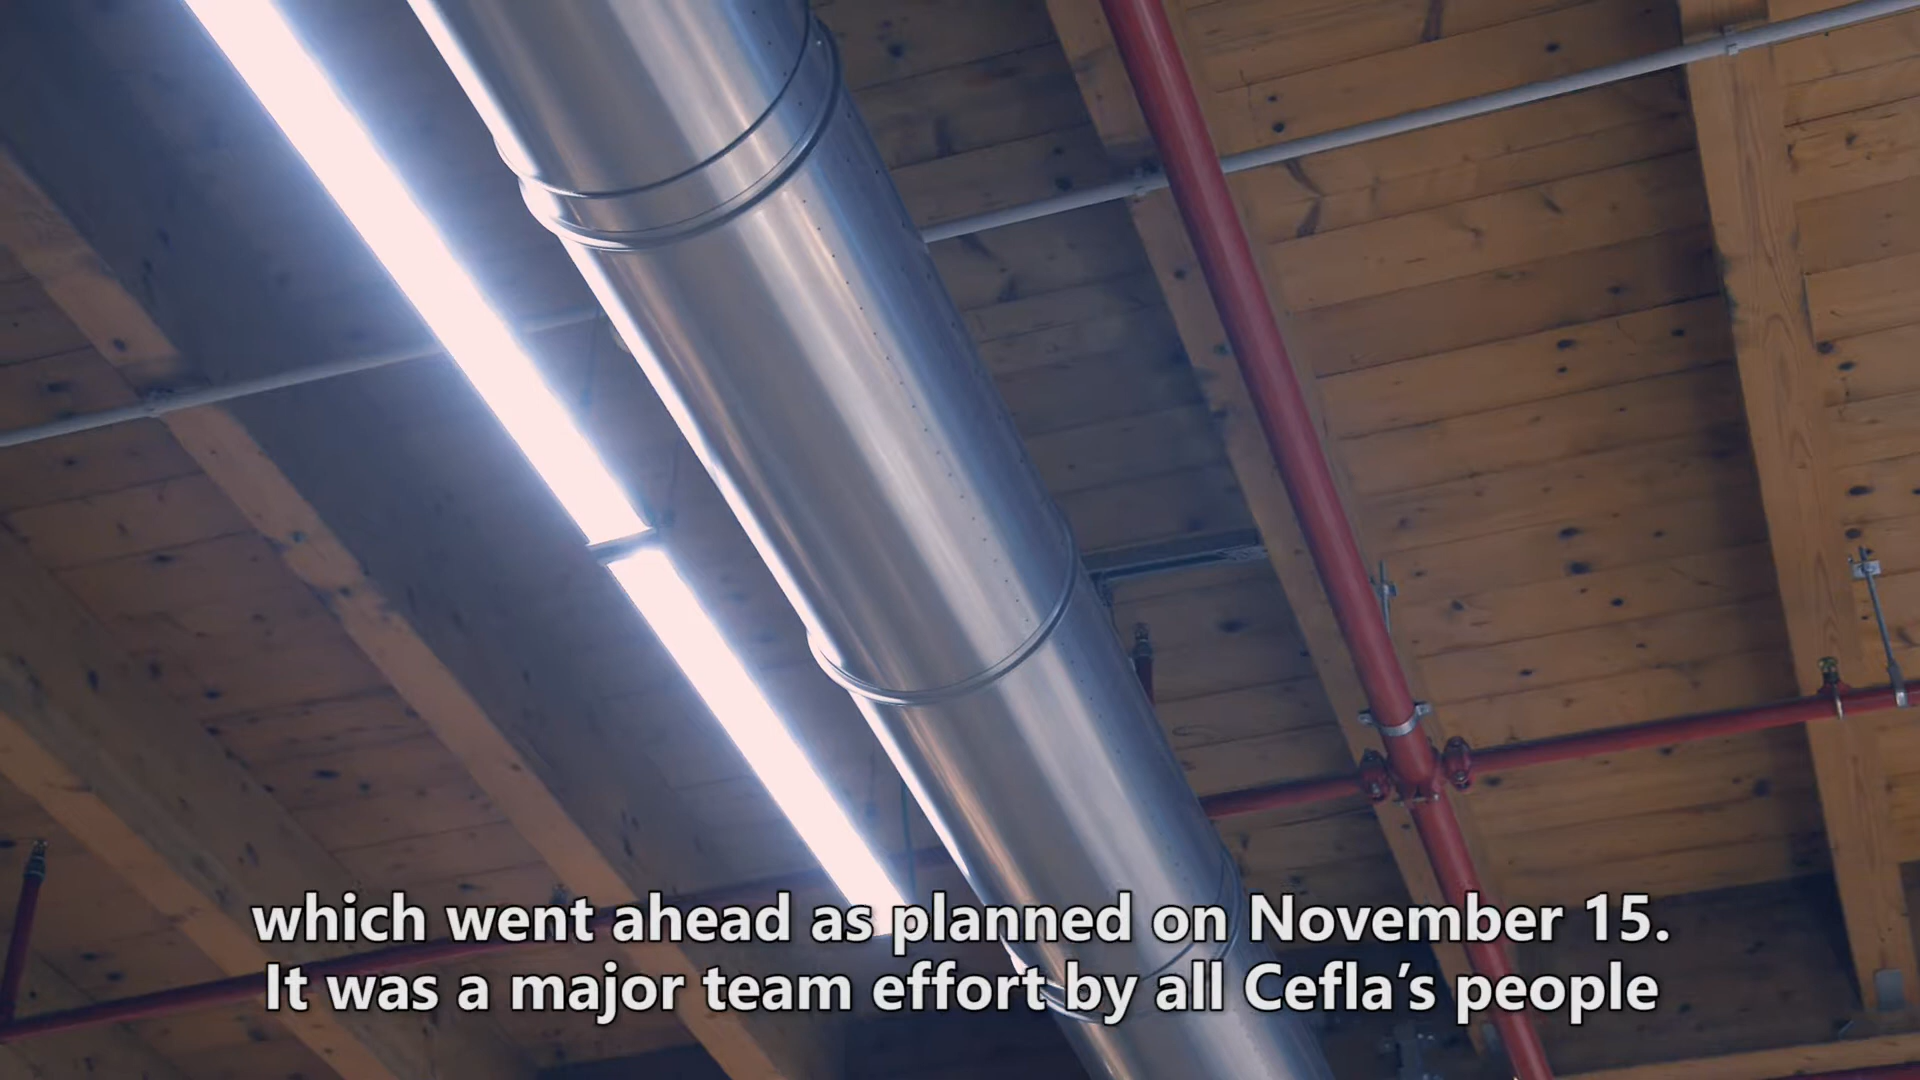 which went ahead as planned on November 15.
It was a major team effort by all Cefla’s people